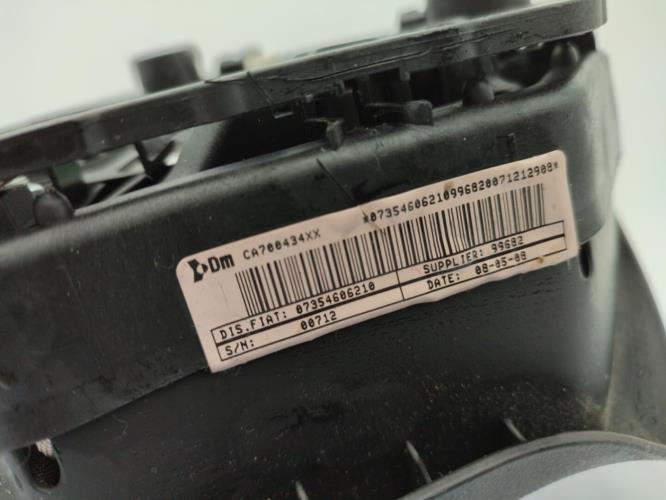 Dm CA700434XX
*07354606210996820071212908*
DIS.FIAT: 07354606210 SUPPLIER: 99682
S/N: 00712 DATE: 08-05-08